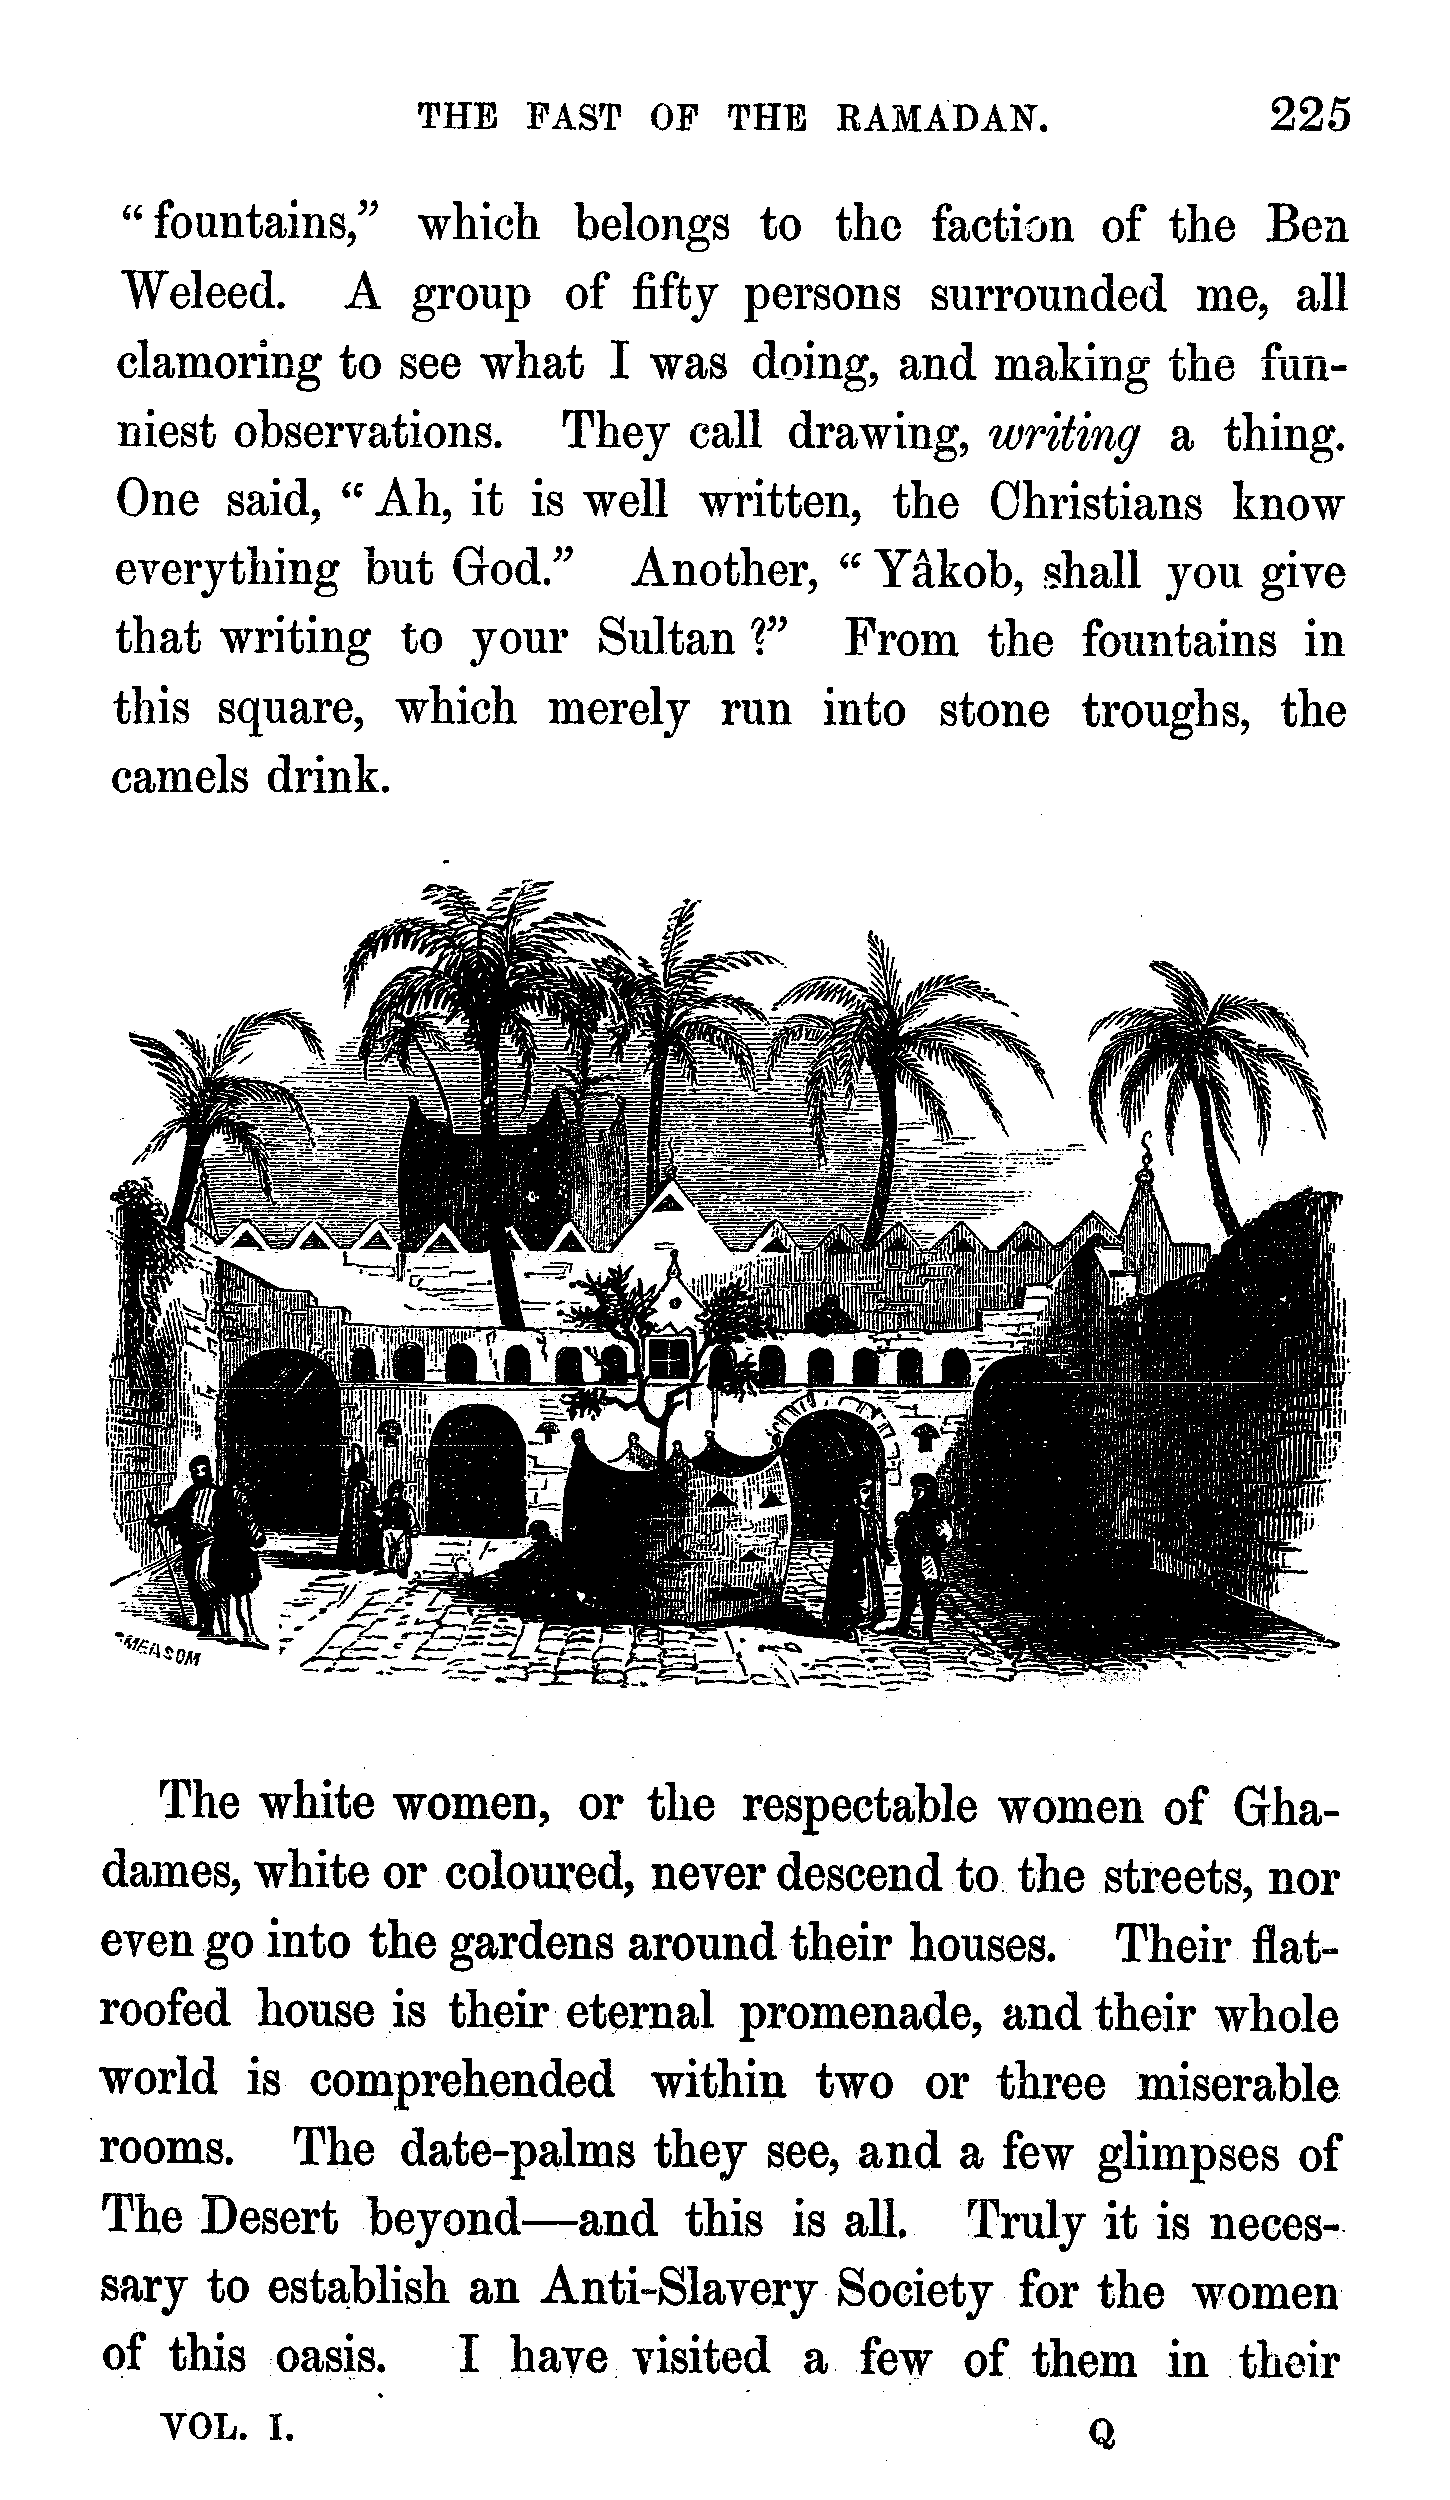 THE FAST OF THE RAMADAN. 225
“fountains,” which belongs to the faction of the Ben
Weleed. A group of fifty persons surrounded me, all
clamoring to see what I was doing, and making the fun-
niest observations. They call drawing, writing a thing.
One said, “Ah, it is well written, the Christians know
everything but God.” Another, “Yâkob, shall you give
that writing to your Sultan?” From the fountains in
this square, which merely run into stone troughs, the
camels drink.
MEASOM
The white women, or the respectable women of Gha-
dames, white or coloured, never descend to the streets, nor
even go into the gardens around their houses. Their flat-
roofed house is their eternal promenade, and their whole
world is comprehended within two or three miserable
rooms. The date-palms they see, and a few glimpses of
The Desert beyond—and this is all. Truly it is neces-
sary to establish an Anti-Slavery Society for the women
of this oasis. I have visited a few of them in their
VOL. I. Q